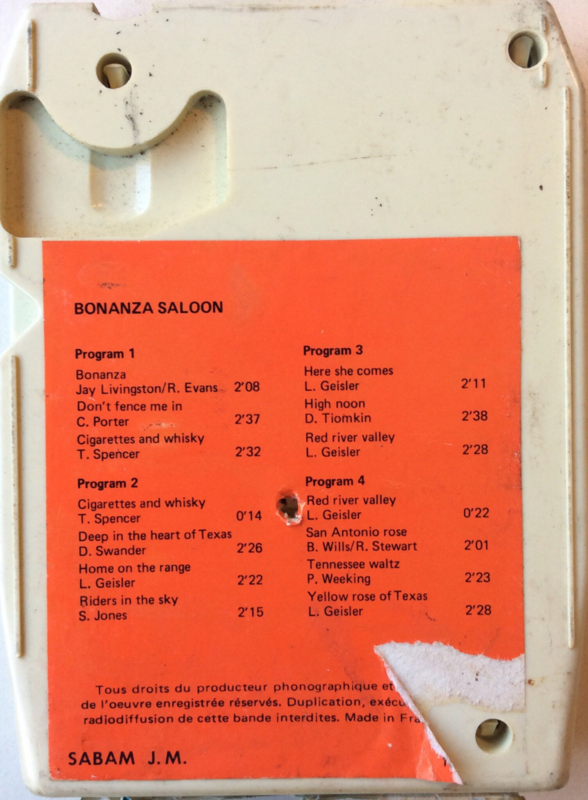 BONANZA SALOON
Program 1
Bonanza
Jay Livingston/R. Evans 2'08
Don't fence me in
C. Porter 2'37
Cigarettes and whisky
T. Spencer 2'32
Program 2
Cigarettes and whisky
T. Spencer 0'14
Deep in the heart of Texas
D. Swander 2'26
Home on the range
L. Geisler 2'22
Riders in the sky
S. Jones 2'15
Program 3
Here she comes
L. Geisler 2'11
High noon
D. Tiomkin 2'38
Red river valley
L. Geisler 2'28
Program 4
Red river valley
L. Geisler 0'22
San Antonio rose
B. Wills/R. Stewart 2'01
Tennessee waltz
P. Weeking 2'23
Yellow rose of Texas
L. Geisler 2'28
Tous droits du producteur phonographique et
de l'oeuvre enregistrée réservés. Duplication,
radiodiffusion de cette bande interdites. Made in
SABAM J.M.